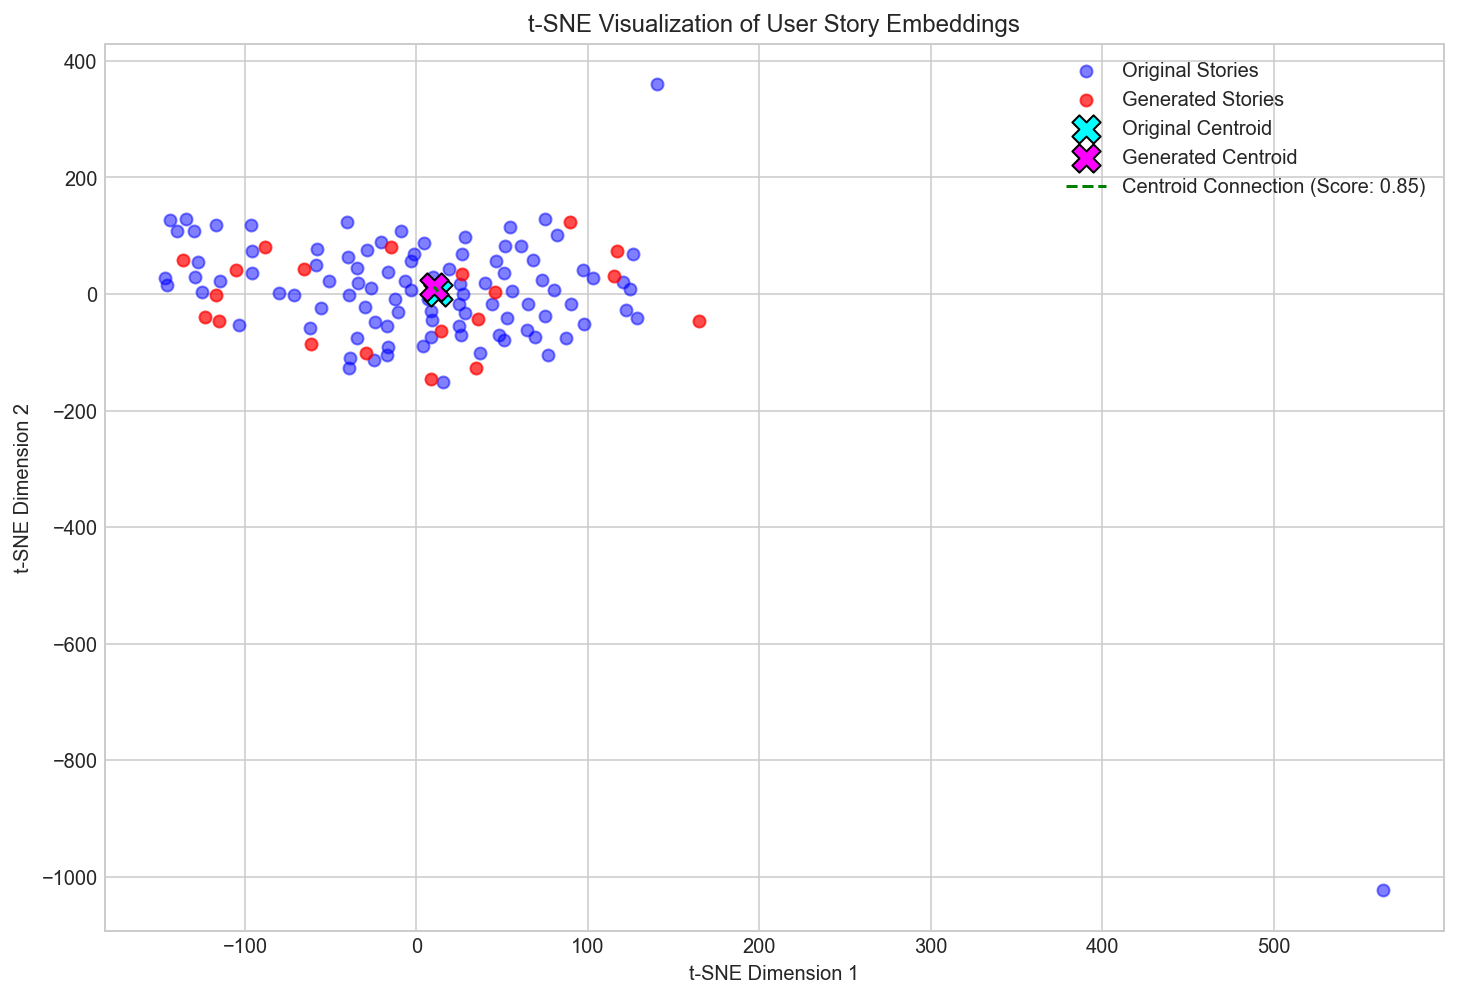 t-SNE Visualization of User Story Embeddings
Original Stories
Generated Stories
Original Centroid
Generated Centroid
Centroid Connection (Score: 0.85)
400
200
0
−200
−400
−600
−800
−1000
t-SNE Dimension 2
−100
0
100
200
300
400
500
t-SNE Dimension 1